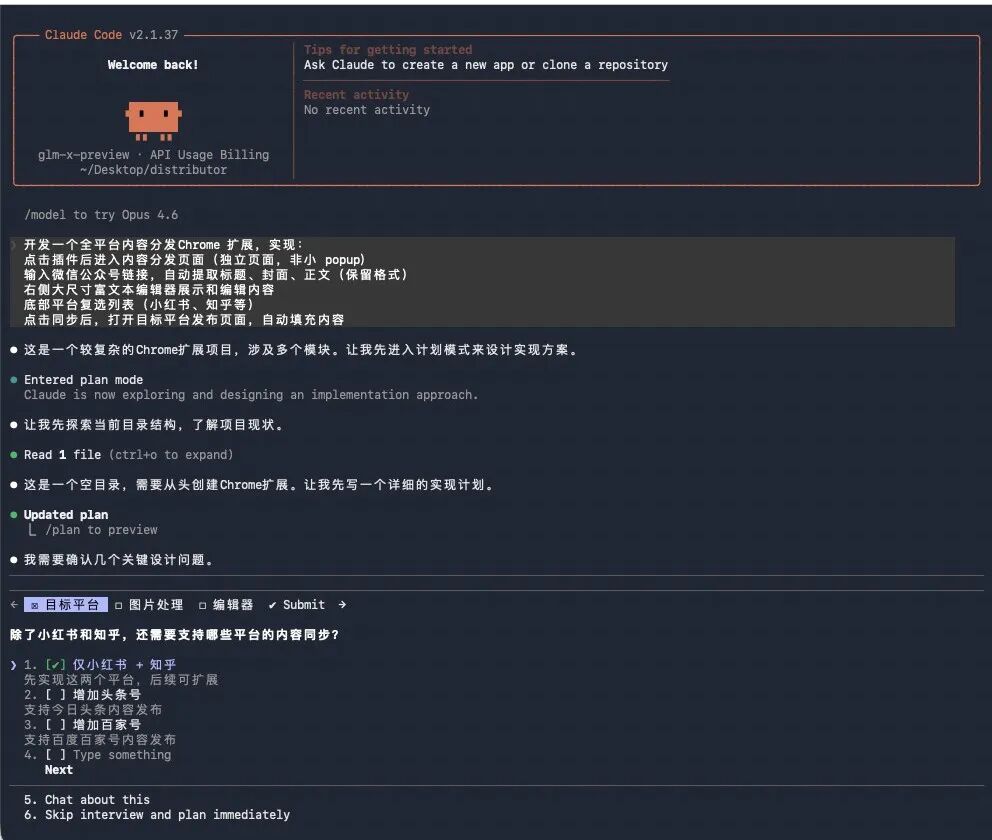 Claude Code v2.1.37
Welcome back!
glm-x-preview · API Usage Billing
~/Desktop/distributor
Tips for getting started
Ask Claude to create a new app or clone a repository
Recent activity
No recent activity
/model to try Opus 4.6
❯ 开发一个全平台内容分发Chrome 扩展，实现：
点击插件后进入内容分发页面（独立页面，非小 popup）
输入微信公众号链接，自动提取标题、封面、正文（保留格式）
右侧大尺寸富文本编辑器展示和编辑内容
底部平台复选列表（小红书、知乎等）
点击同步后，打开目标平台发布页面，自动填充内容
● 这是一个较复杂的Chrome扩展项目，涉及多个模块。让我先进入计划模式来设计实现方案。
● Entered plan mode
Claude is now exploring and designing an implementation approach.
● 让我先探索当前目录结构，了解项目现状。
● Read 1 file (ctrl+o to expand)
● 这是一个空目录，需要从头创建Chrome扩展。让我先写一个详细的实现计划。
● Updated plan
⎿ /plan to preview
● 我需要确认几个关键设计问题。
← ☒ 目标平台 □ 图片处理 □ 编辑器 ✔ Submit →
除了小红书和知乎，还需要支持哪些平台的内容同步？
❯ 1. [✔] 仅小红书 + 知乎
先实现这两个平台，后续可扩展
2. [ ] 增加头条号
支持今日头条内容发布
3. [ ] 增加百家号
支持百度百家号内容发布
4. [ ] Type something
Next
5. Chat about this
6. Skip interview and plan immediately